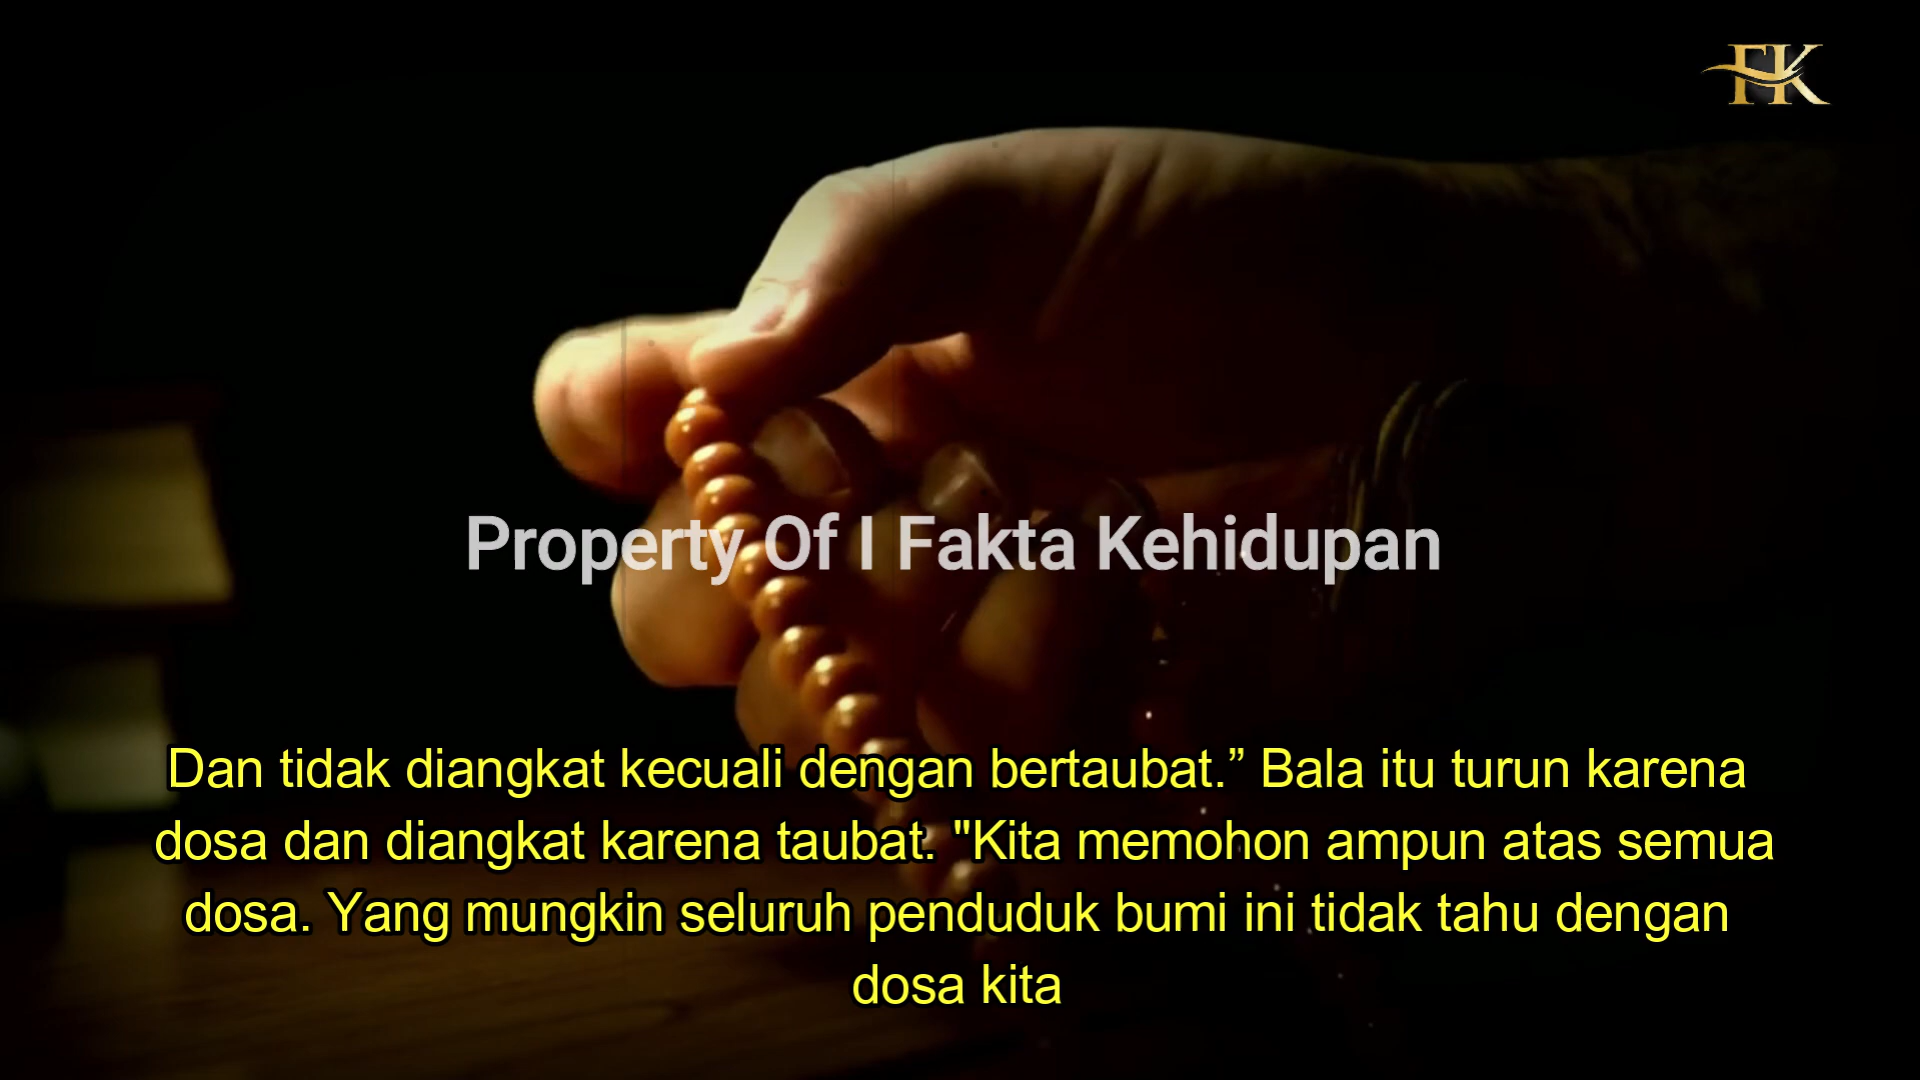 FK
Property Of I Fakta Kehidupan
Dan tidak diangkat kecuali dengan bertaubat.” Bala itu turun karena
dosa dan diangkat karena taubat. "Kita memohon ampun atas semua
dosa. Yang mungkin seluruh penduduk bumi ini tidak tahu dengan
dosa kita